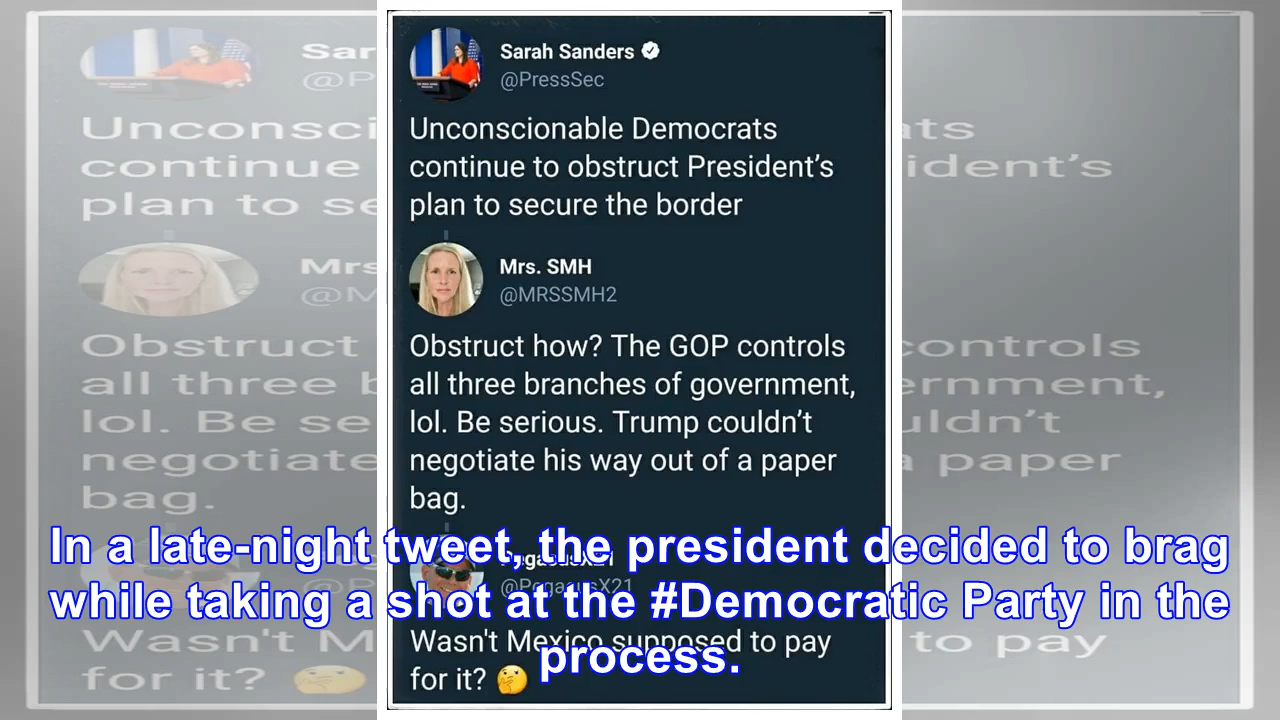 Sarah Sanders
@PressSec
Unconscionable Democrats
continue to obstruct President’s
plan to secure the border
Mrs. SMH
@MRSSMH2
Obstruct how? The GOP controls
all three branches of government,
lol. Be serious. Trump couldn’t
negotiate his way out of a paper
bag.
PegasusX21
@PegasusX21
Wasn't Mexico supposed to pay
for it? 🤔
In a late-night tweet, the president decided to brag
while taking a shot at the #Democratic Party in the
process.